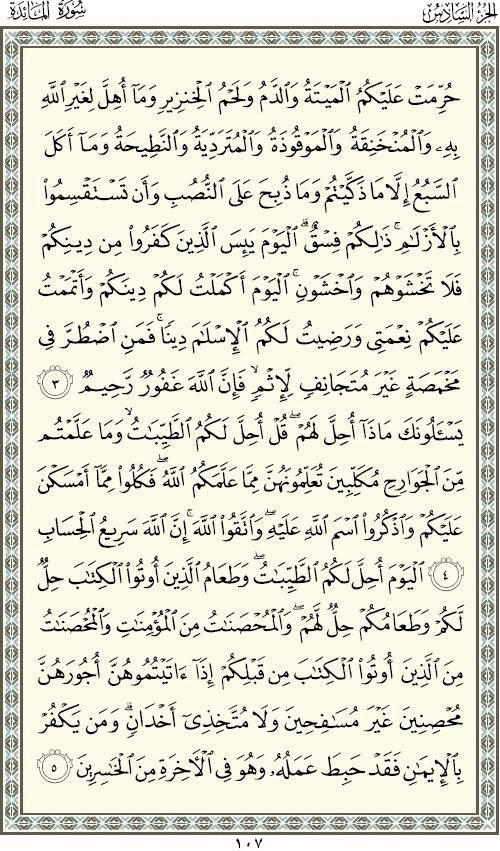 الجزء السادس
سورة المائدة
حُرِّمَتْ عَلَيْكُمُ ٱلْمَيْتَةُ وَٱلدَّمُ وَلَحْمُ ٱلْخِنزِيرِ وَمَآ أُهِلَّ لِغَيْرِ ٱللَّهِ
بِهِۦ وَٱلْمُنْخَنِقَةُ وَٱلْمَوْقُوذَةُ وَٱلْمُتَرَدِّيَةُ وَٱلنَّطِيحَةُ وَمَآ أَكَلَ
ٱلسَّبُعُ إِلَّا مَا ذَكَّيْتُمْ وَمَا ذُبِحَ عَلَى ٱلنُّصُبِ وَأَن تَسْتَقْسِمُوا۟
بِٱلْأَزْلَٰمِ ۚ ذَٰلِكُمْ فِسْقٌ ۗ ٱلْيَوْمَ يَئِسَ ٱلَّذِينَ كَفَرُوا۟ مِن دِينِكُمْ
فَلَا تَخْشَوْهُمْ وَٱخْشَوْنِ ۚ ٱلْيَوْمَ أَكْمَلْتُ لَكُمْ دِينَكُمْ وَأَتْمَمْتُ
عَلَيْكُمْ نِعْمَتِى وَرَضِيتُ لَكُمُ ٱلْإِسْلَٰمَ دِينًا ۚ فَمَنِ ٱضْطُرَّ فِى
مَخْمَصَةٍ غَيْرَ مُتَجَانِفٍ لِّإِثْمٍ ۙ فَإِنَّ ٱللَّهَ غَفُورٌ رَّحِيمٌ ٣
يَسْـَٔلُونَكَ مَاذَآ أُحِلَّ لَهُمْ ۖ قُلْ أُحِلَّ لَكُمُ ٱلطَّيِّبَٰتُ ۙ وَمَا عَلَّمْتُم
مِّنَ ٱلْجَوَارِحِ مُكَلِّبِينَ تُعَلِّمُونَهُنَّ مِمَّا عَلَّمَكُمُ ٱللَّهُ ۖ فَكُلُوا۟ مِمَّآ أَمْسَكْنَ
عَلَيْكُمْ وَٱذْكُرُوا۟ ٱسْمَ ٱللَّهِ عَلَيْهِ ۖ وَٱتَّقُوا۟ ٱللَّهَ ۚ إِنَّ ٱللَّهَ سَرِيعُ ٱلْحِسَابِ
٤ ٱلْيَوْمَ أُحِلَّ لَكُمُ ٱلطَّيِّبَٰتُ ۖ وَطَعَامُ ٱلَّذِينَ أُوتُوا۟ ٱلْكِتَٰبَ حِلٌّ
لَّكُمْ وَطَعَامُكُمْ حِلٌّ لَّهُمْ ۖ وَٱلْمُحْصَنَٰتُ مِنَ ٱلْمُؤْمِنَٰتِ وَٱلْمُحْصَنَٰتُ
مِنَ ٱلَّذِينَ أُوتُوا۟ ٱلْكِتَٰبَ مِن قَبْلِكُمْ إِذَآ ءَاتَيْتُمُوهُنَّ أُجُورَهُنَّ
مُحْصِنِينَ غَيْرَ مُسَٰفِحِينَ وَلَا مُتَّخِذِىٓ أَخْدَانٍ ۗ وَمَن يَكْفُرْ
بِٱلْإِيمَٰنِ فَقَدْ حَبِطَ عَمَلُهُۥ وَهُوَ فِى ٱلْـَٔاخِرَةِ مِنَ ٱلْخَٰسِرِينَ ٥
١٠٧